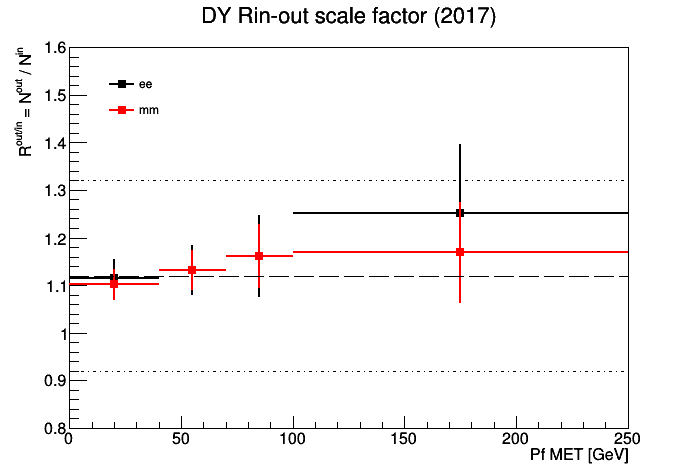 DY Rin-out scale factor (2017)
R^out/in = N^out / N^in
ee
mm
1.6
1.5
1.4
1.3
1.2
1.1
1
0.9
0.8
0 50 100 150 200 250
Pf MET [GeV]